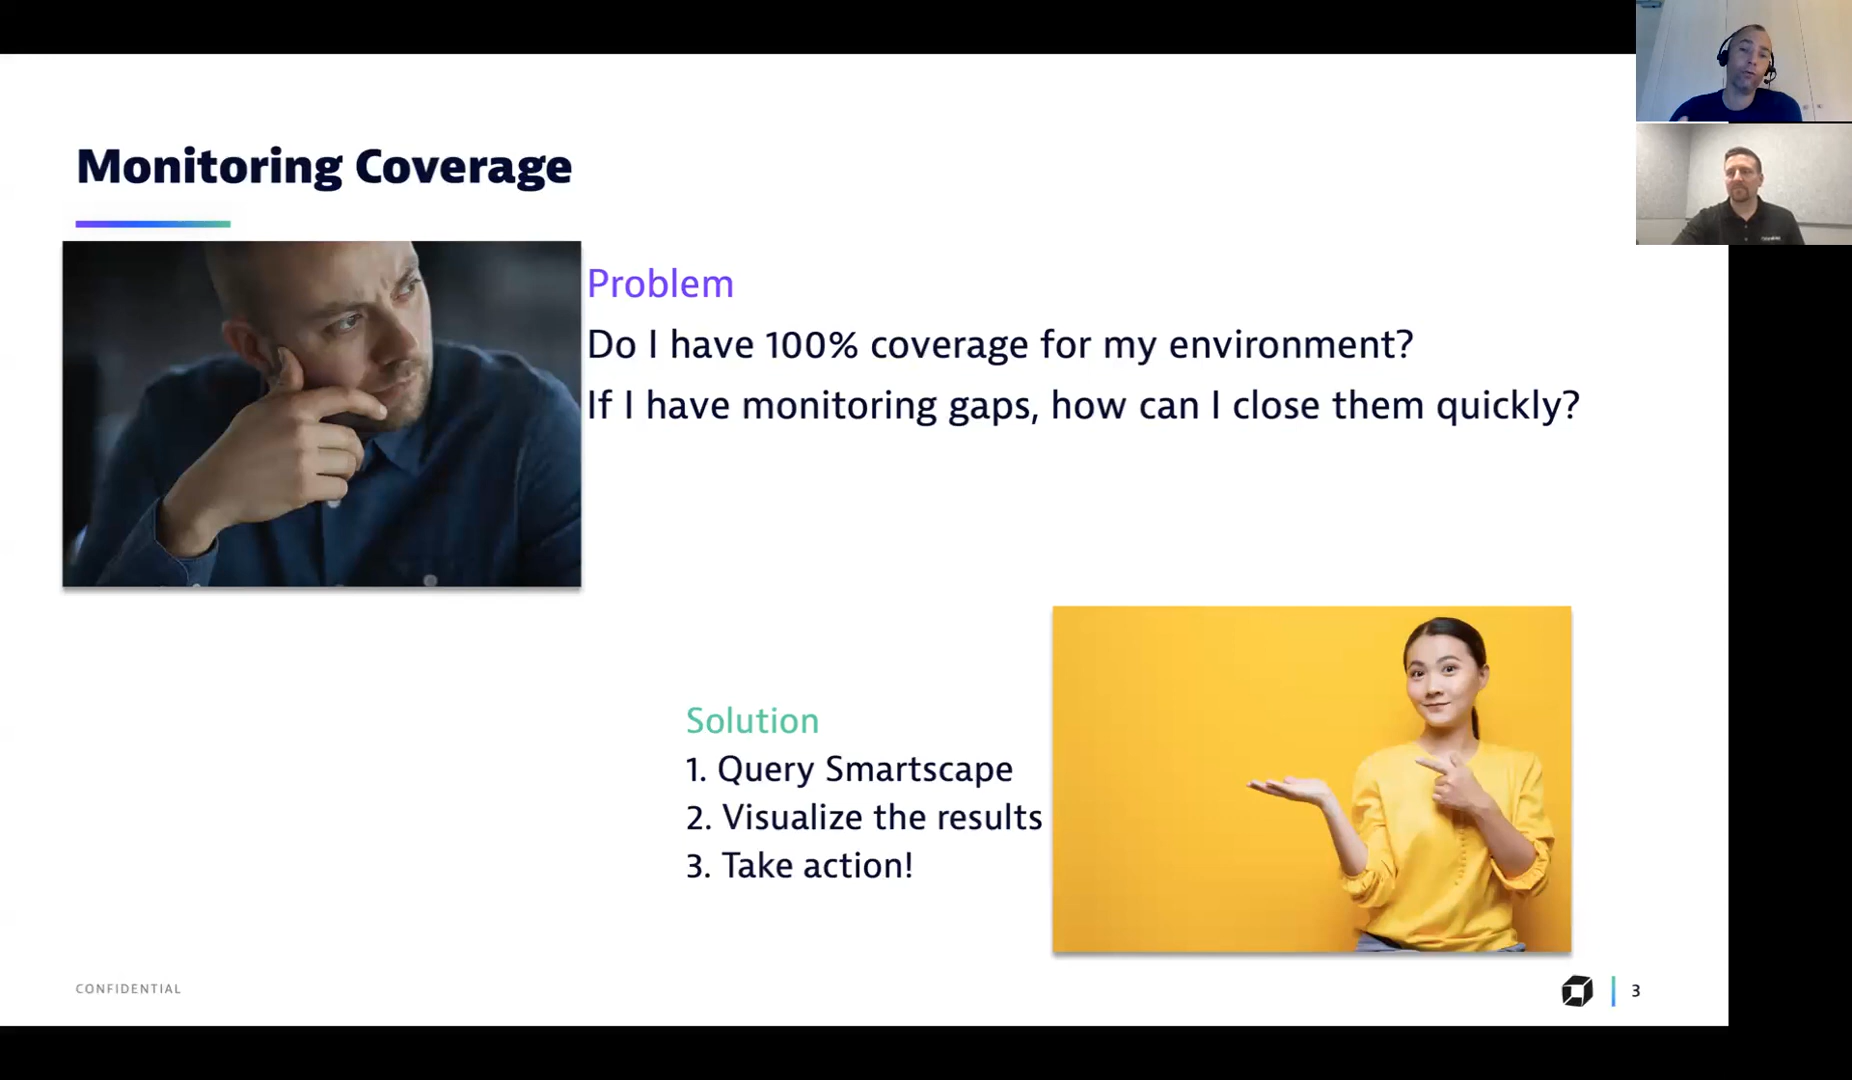 Monitoring Coverage
Problem
Do I have 100% coverage for my environment?
If I have monitoring gaps, how can I close them quickly?
Solution
1. Query Smartscape
2. Visualize the results
3. Take action!
CONFIDENTIAL
3